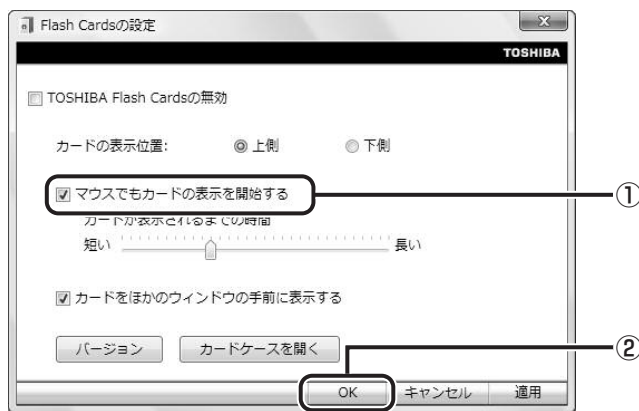 Flash Cardsの設定
TOSHIBA
TOSHIBA Flash Cardsの無効
カードの表示位置: 上側 下側
マウスでもカードの表示を開始する ①
カードが表示されるまでの時間
短い 長い
カードをほかのウィンドウの手前に表示する
バージョン カードケースを開く
②
OK キャンセル 適用